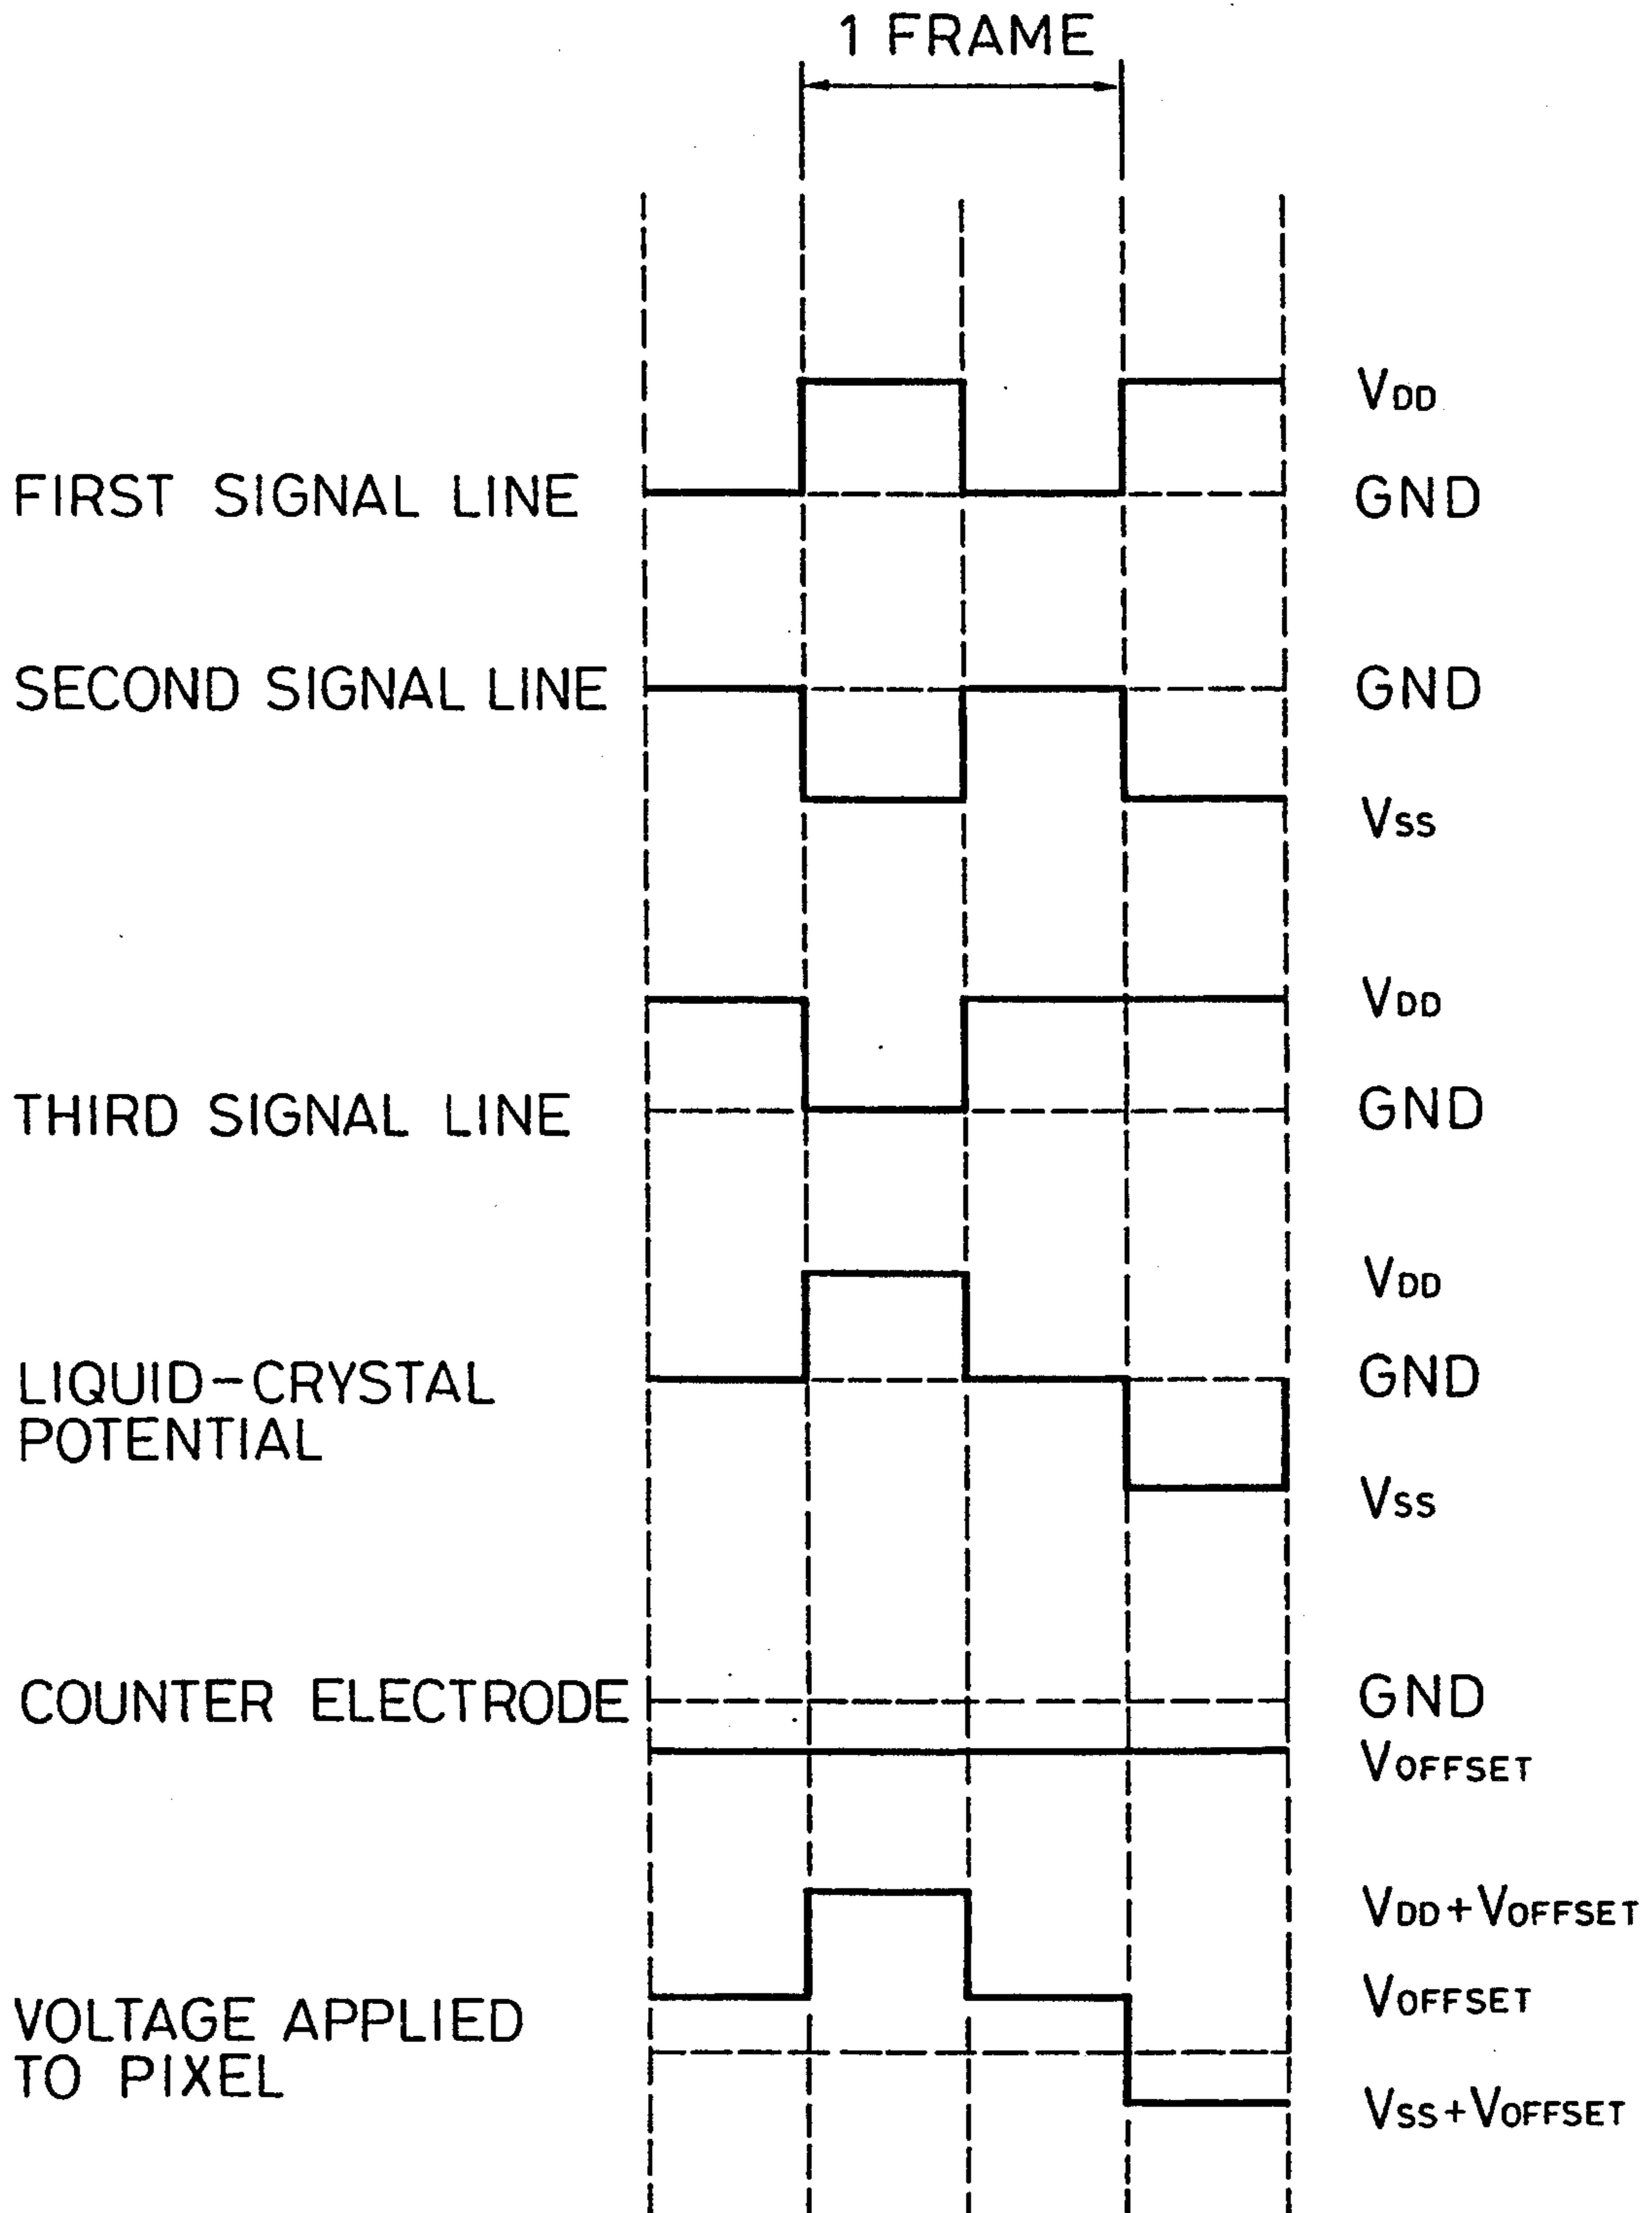 1 FRAME
VDD
FIRST SIGNAL LINE GND
SECOND SIGNAL LINE GND
VSS
VDD
THIRD SIGNAL LINE GND
VDD
LIQUID-CRYSTAL GND
POTENTIAL
VSS
COUNTER ELECTRODE GND
VOFFSET
VDD+VOFFSET
VOFFSET
VOLTAGE APPLIED
TO PIXEL
VSS+VOFFSET